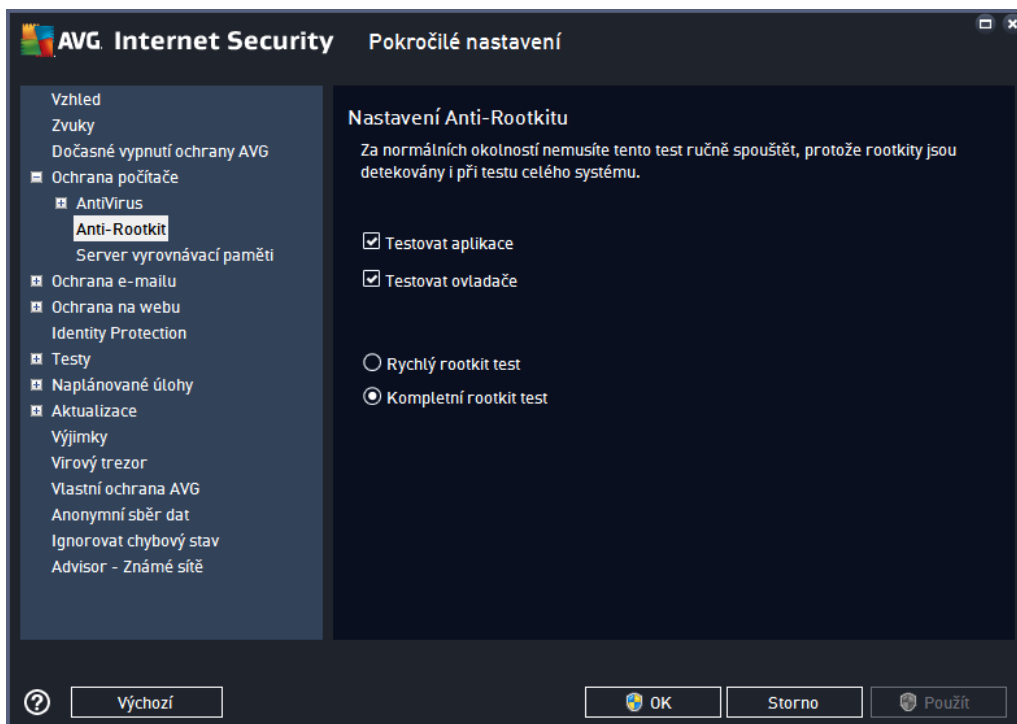 AVG. Internet Security Pokročilé nastavení
Vzhled
Zvuky
Dočasné vypnutí ochrany AVG
Ochrana počítače
AntiVirus
Anti-Rootkit
Server vyrovnávací paměti
Ochrana e-mailu
Ochrana na webu
Identity Protection
Testy
Naplánované úlohy
Aktualizace
Výjimky
Virový trezor
Vlastní ochrana AVG
Anonymní sběr dat
Ignorovat chybový stav
Advisor - Známé sítě
Nastavení Anti-Rootkitu
Za normálních okolností nemusíte tento test ručně spouštět, protože rootkity jsou
detekovány i při testu celého systému.
Testovat aplikace
Testovat ovladače
Rychlý rootkit test
Kompletní rootkit test
? Výchozí OK Storno Použít